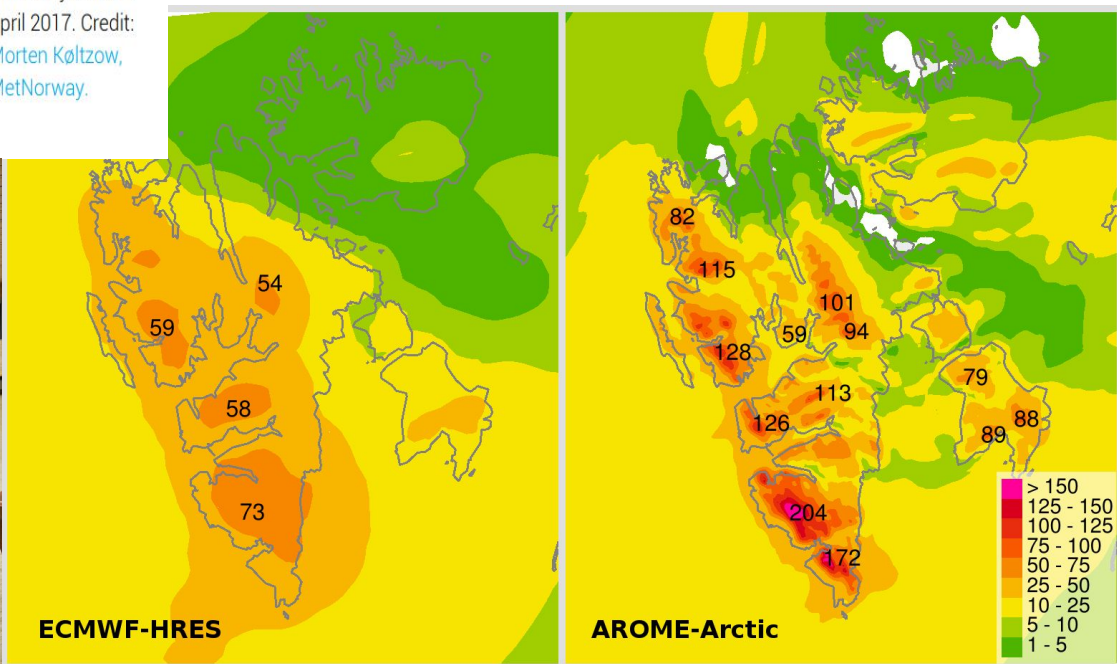 pril 2017. Credit:
Morten Køltzow,
MetNorway.
54
59
58
73
ECMWF-HRES
82
115
101
59
94
128
79
113
126
88
89
204
172
AROME-Arctic
> 150
125 - 150
100 - 125
75 - 100
50 - 75
25 - 50
10 - 25
5 - 10
1 - 5